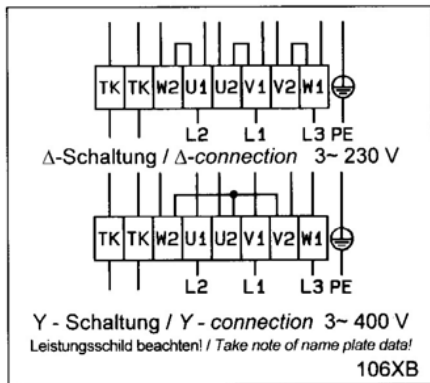 TK TK W2 U1 U2 V1 V2 W1
L2 L1 L3 PE
Δ-Schaltung / Δ-connection 3~ 230 V
TK TK W2 U1 U2 V1 V2 W1
L2 L1 L3 PE
Y - Schaltung / Y - connection 3~ 400 V
Leistungsschild beachten! / Take note of name plate data!
106XB